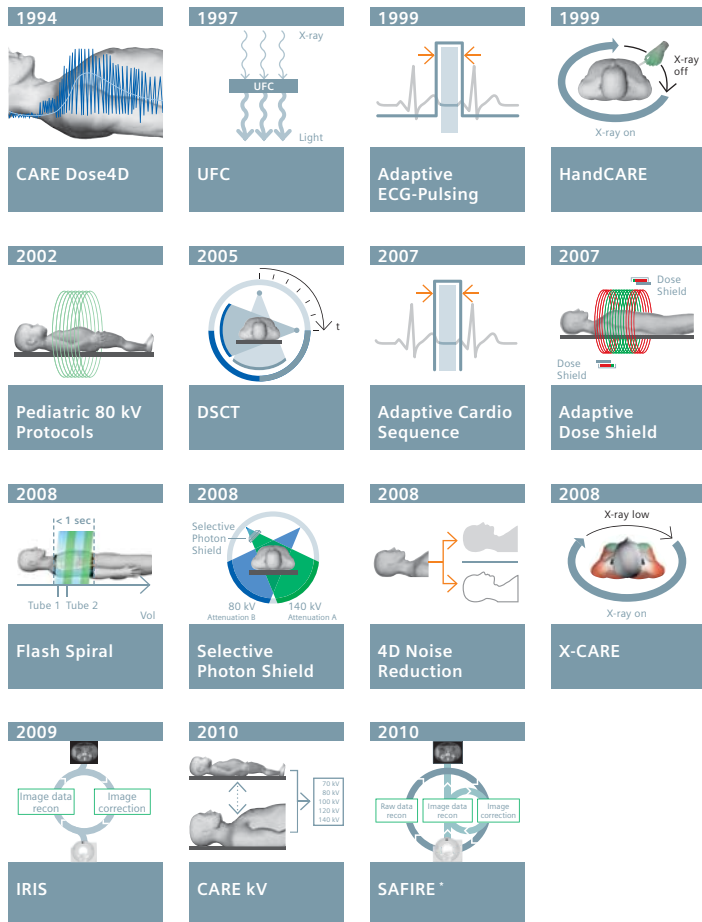 1994
CARE Dose4D
1997
X-ray
UFC
Light
UFC
1999
Adaptive
ECG-Pulsing
1999
X-ray
off
X-ray on
HandCARE
2002
Pediatric 80 kV
Protocols
2005
t
DSCT
2007
Adaptive Cardio
Sequence
2007
Dose
Shield
Dose
Shield
Adaptive
Dose Shield
2008
< 1 sec
Tube 1
Tube 2
Vol
Flash Spiral
2008
Selective
Photon
Shield
80 kV
Attenuation B
140 kV
Attenuation A
Selective
Photon Shield
2008
4D Noise
Reduction
2008
X-ray low
X-ray on
X-CARE
2009
Image data
recon
Image
correction
IRIS
2010
70 kV
80 kV
100 kV
120 kV
140 kV
CARE kV
2010
Raw data
recon
Image data
recon
Image
correction
SAFIRE *